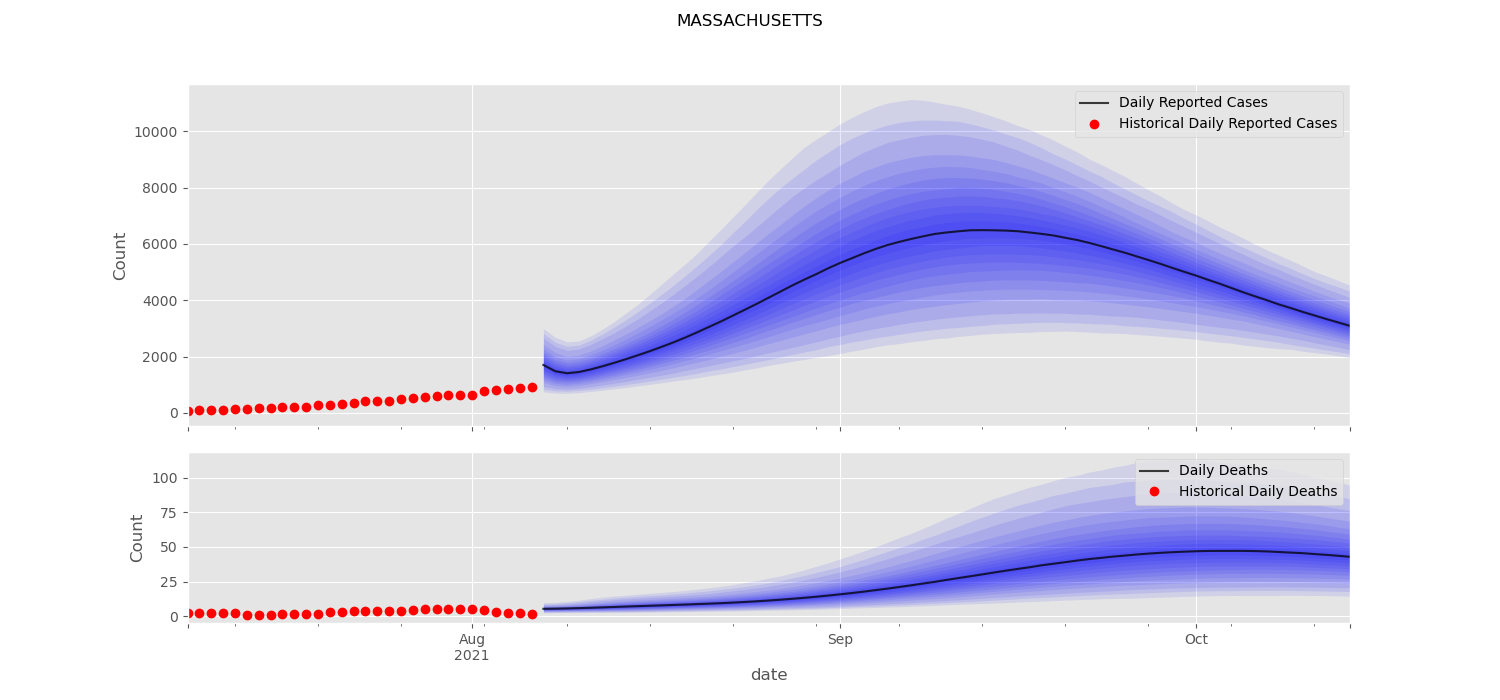 MASSACHUSETTS
Daily Reported Cases
Historical Daily Reported Cases
Count
10000
8000
6000
4000
2000
0
Daily Deaths
Historical Daily Deaths
Count
100
75
50
25
0
Aug
2021
Sep
Oct
date